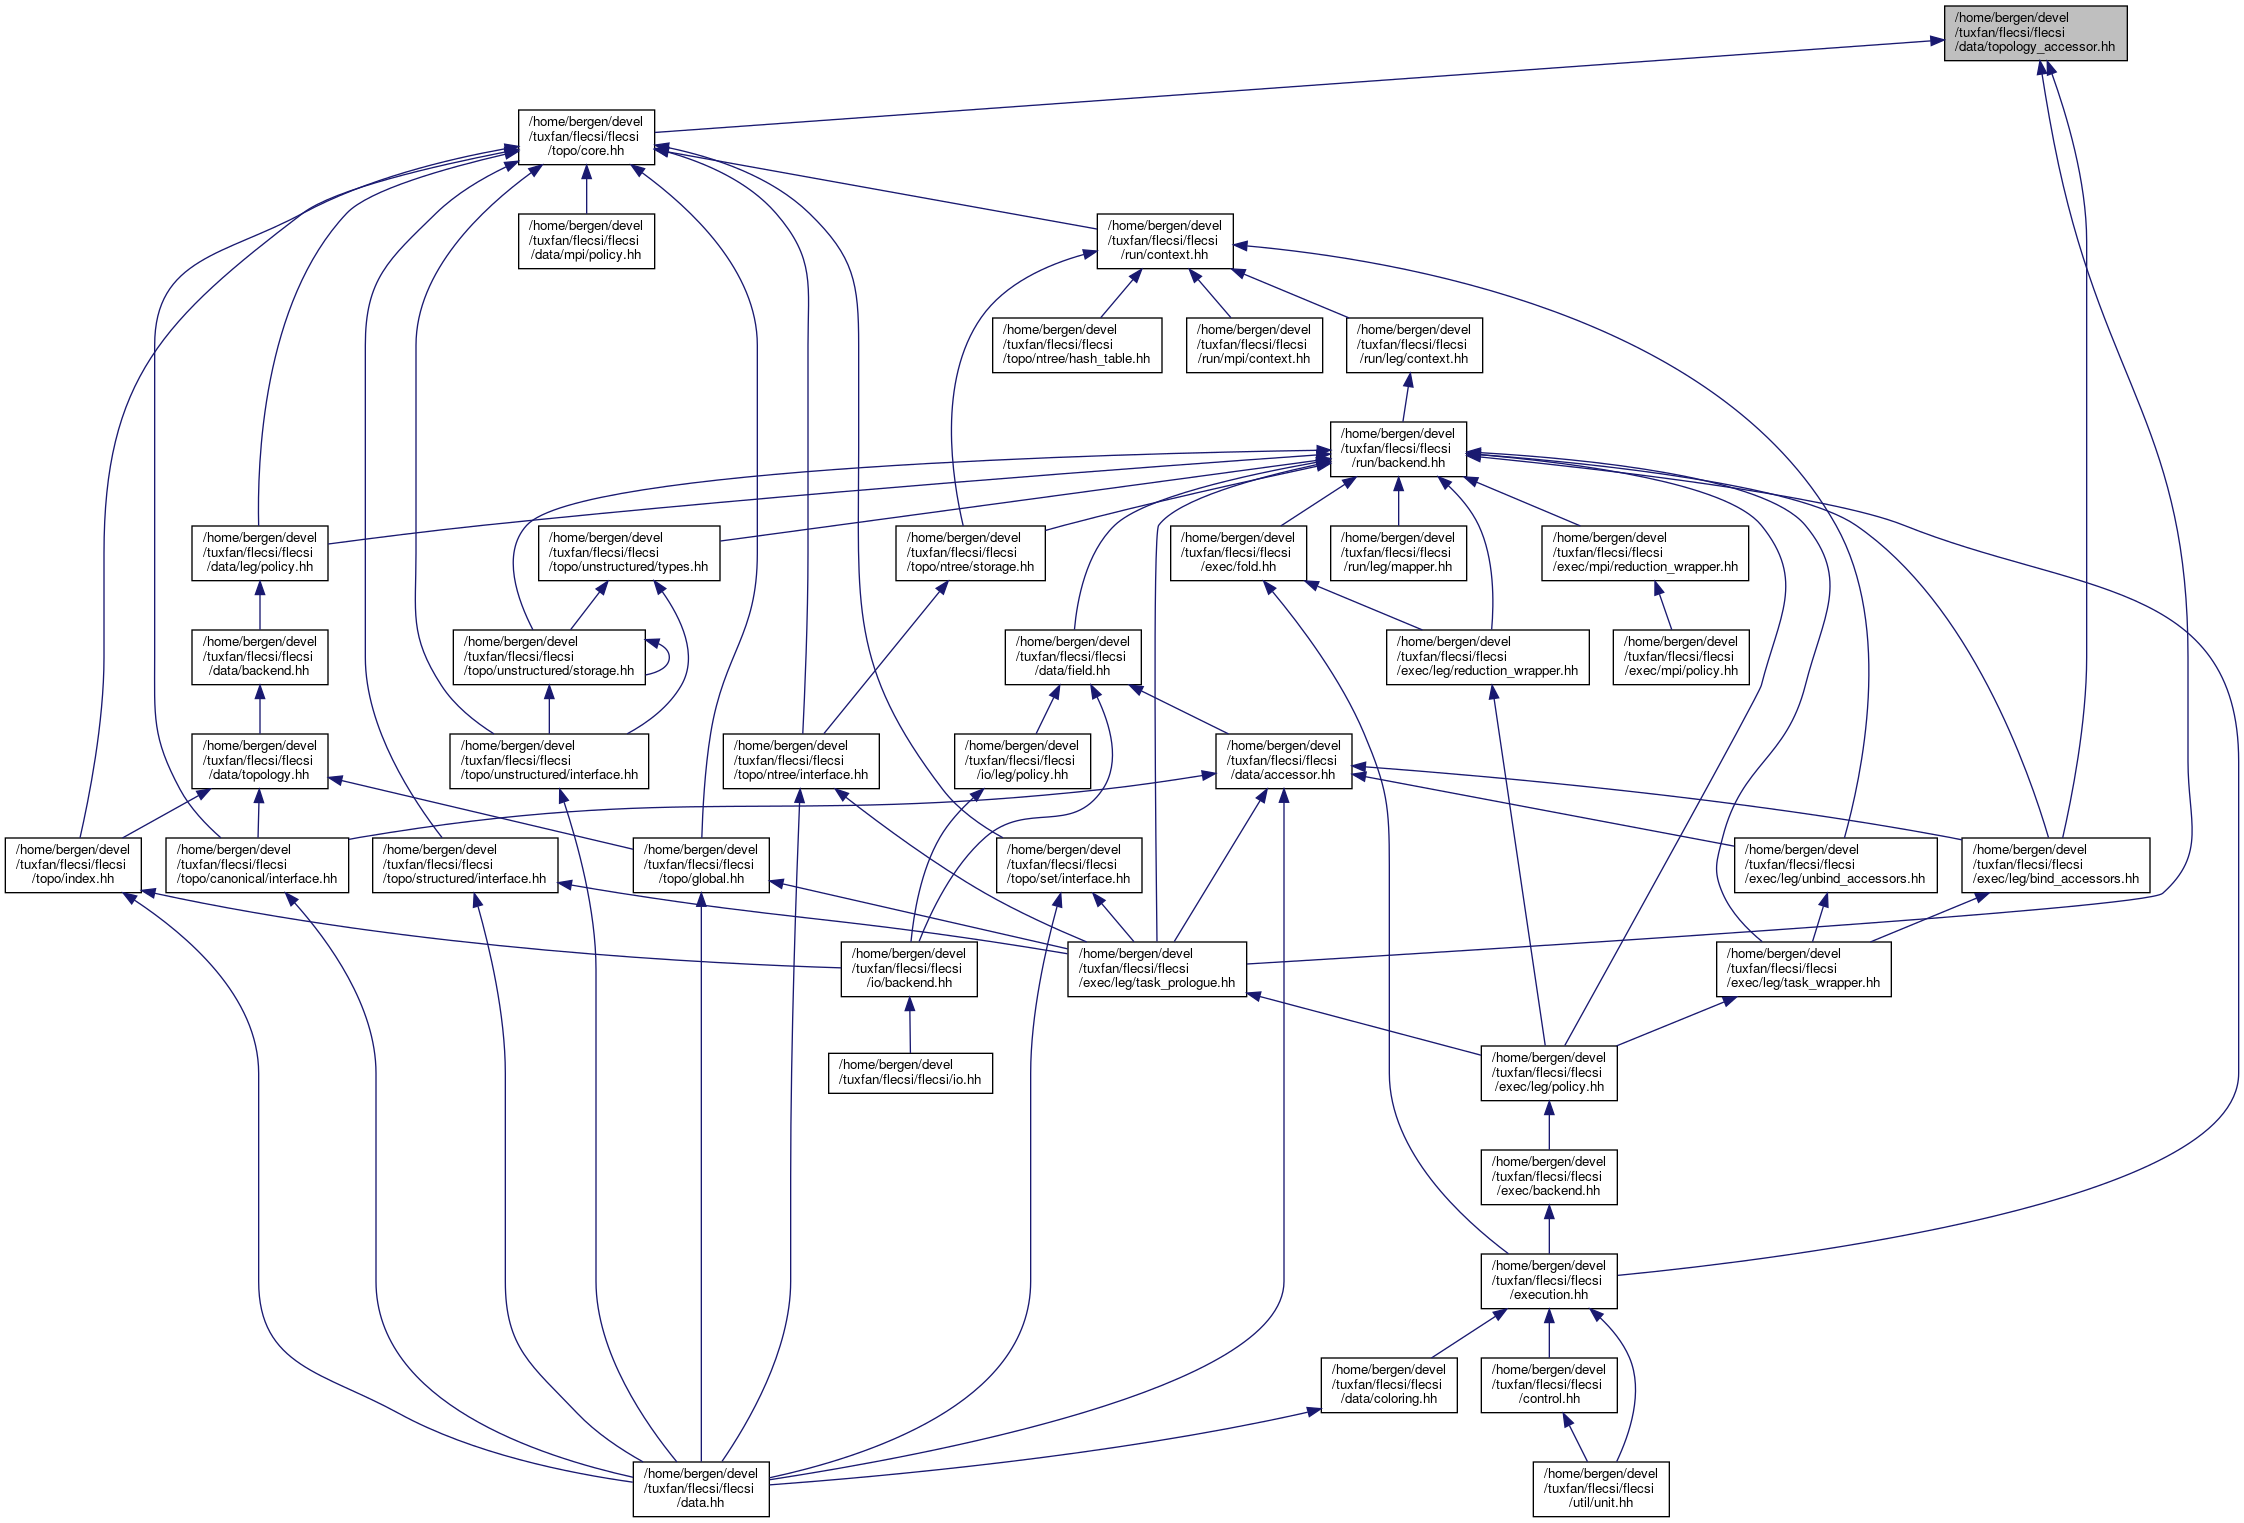 /home/bergen/devel
/tuxfan/flecsi/flecsi
/data/topology_accessor.hh
/home/bergen/devel
/tuxfan/flecsi/flecsi
/topo/core.hh
/home/bergen/devel
/tuxfan/flecsi/flecsi
/data/mpi/policy.hh
/home/bergen/devel
/tuxfan/flecsi/flecsi
/run/context.hh
/home/bergen/devel
/tuxfan/flecsi/flecsi
/topo/ntree/hash_table.hh
/home/bergen/devel
/tuxfan/flecsi/flecsi
/run/mpi/context.hh
/home/bergen/devel
/tuxfan/flecsi/flecsi
/run/leg/context.hh
/home/bergen/devel
/tuxfan/flecsi/flecsi
/run/backend.hh
/home/bergen/devel
/tuxfan/flecsi/flecsi
/data/leg/policy.hh
/home/bergen/devel
/tuxfan/flecsi/flecsi
/topo/unstructured/types.hh
/home/bergen/devel
/tuxfan/flecsi/flecsi
/topo/ntree/storage.hh
/home/bergen/devel
/tuxfan/flecsi/flecsi
/exec/fold.hh
/home/bergen/devel
/tuxfan/flecsi/flecsi
/run/leg/mapper.hh
/home/bergen/devel
/tuxfan/flecsi/flecsi
/exec/mpi/reduction_wrapper.hh
/home/bergen/devel
/tuxfan/flecsi/flecsi
/data/backend.hh
/home/bergen/devel
/tuxfan/flecsi/flecsi
/topo/unstructured/storage.hh
/home/bergen/devel
/tuxfan/flecsi/flecsi
/data/field.hh
/home/bergen/devel
/tuxfan/flecsi/flecsi
/exec/leg/reduction_wrapper.hh
/home/bergen/devel
/tuxfan/flecsi/flecsi
/exec/mpi/policy.hh
/home/bergen/devel
/tuxfan/flecsi/flecsi
/data/topology.hh
/home/bergen/devel
/tuxfan/flecsi/flecsi
/topo/unstructured/interface.hh
/home/bergen/devel
/tuxfan/flecsi/flecsi
/topo/ntree/interface.hh
/home/bergen/devel
/tuxfan/flecsi/flecsi
/io/leg/policy.hh
/home/bergen/devel
/tuxfan/flecsi/flecsi
/data/accessor.hh
/home/bergen/devel
/tuxfan/flecsi/flecsi
/topo/index.hh
/home/bergen/devel
/tuxfan/flecsi/flecsi
/topo/canonical/interface.hh
/home/bergen/devel
/tuxfan/flecsi/flecsi
/topo/structured/interface.hh
/home/bergen/devel
/tuxfan/flecsi/flecsi
/topo/global.hh
/home/bergen/devel
/tuxfan/flecsi/flecsi
/topo/set/interface.hh
/home/bergen/devel
/tuxfan/flecsi/flecsi
/exec/leg/unbind_accessors.hh
/home/bergen/devel
/tuxfan/flecsi/flecsi
/exec/leg/bind_accessors.hh
/home/bergen/devel
/tuxfan/flecsi/flecsi
/io/backend.hh
/home/bergen/devel
/tuxfan/flecsi/flecsi
/exec/leg/task_prologue.hh
/home/bergen/devel
/tuxfan/flecsi/flecsi
/exec/leg/task_wrapper.hh
/home/bergen/devel
/tuxfan/flecsi/flecsi/io.hh
/home/bergen/devel
/tuxfan/flecsi/flecsi
/exec/leg/policy.hh
/home/bergen/devel
/tuxfan/flecsi/flecsi
/exec/backend.hh
/home/bergen/devel
/tuxfan/flecsi/flecsi
/execution.hh
/home/bergen/devel
/tuxfan/flecsi/flecsi
/data/coloring.hh
/home/bergen/devel
/tuxfan/flecsi/flecsi
/control.hh
/home/bergen/devel
/tuxfan/flecsi/flecsi
/data.hh
/home/bergen/devel
/tuxfan/flecsi/flecsi
/util/unit.hh